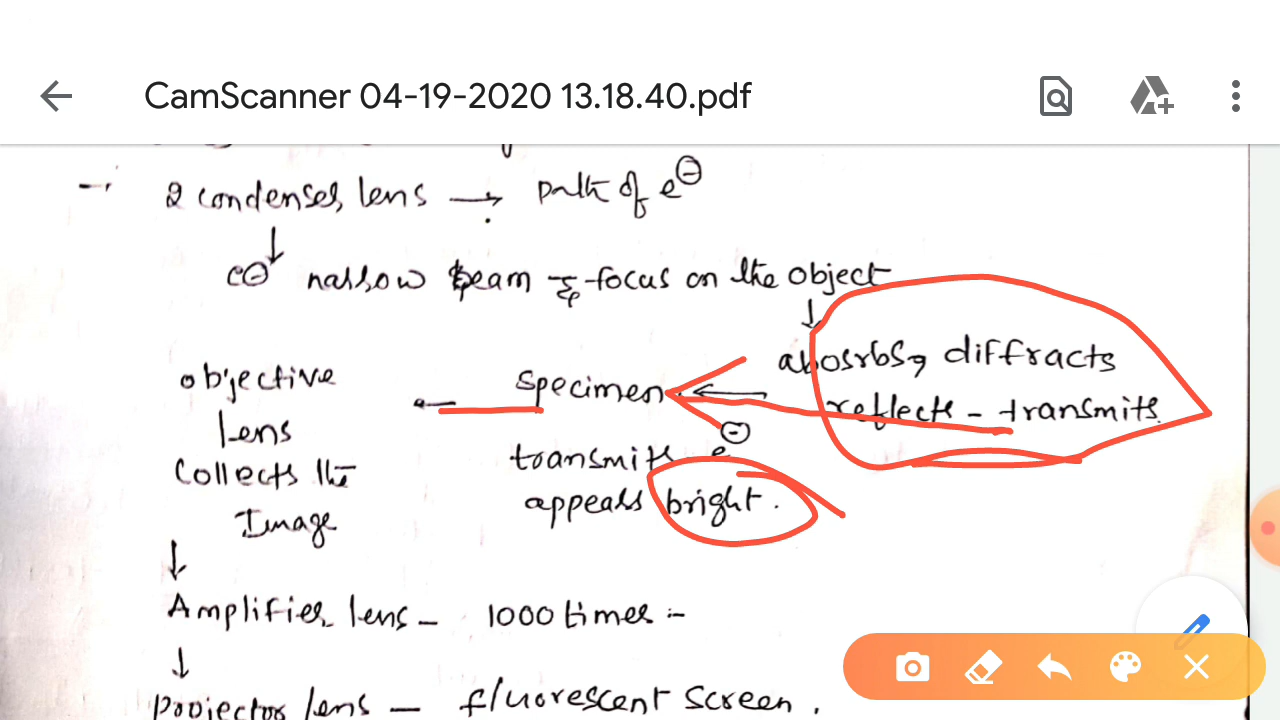 CamScanner 04-19-2020 13.18.40.pdf
2 condenser lens → path of e⊖
↓
e⊖ narrow beam & focus on the object
↓
absorbs, diffracts
reflects - transmits.
←
specimen
transmits e⊖
appears bright.
←
objective
lens
Collects the
Image
↓
Amplifier lens - 1000 times :-
↓
Projector lens - fluorescent screen.